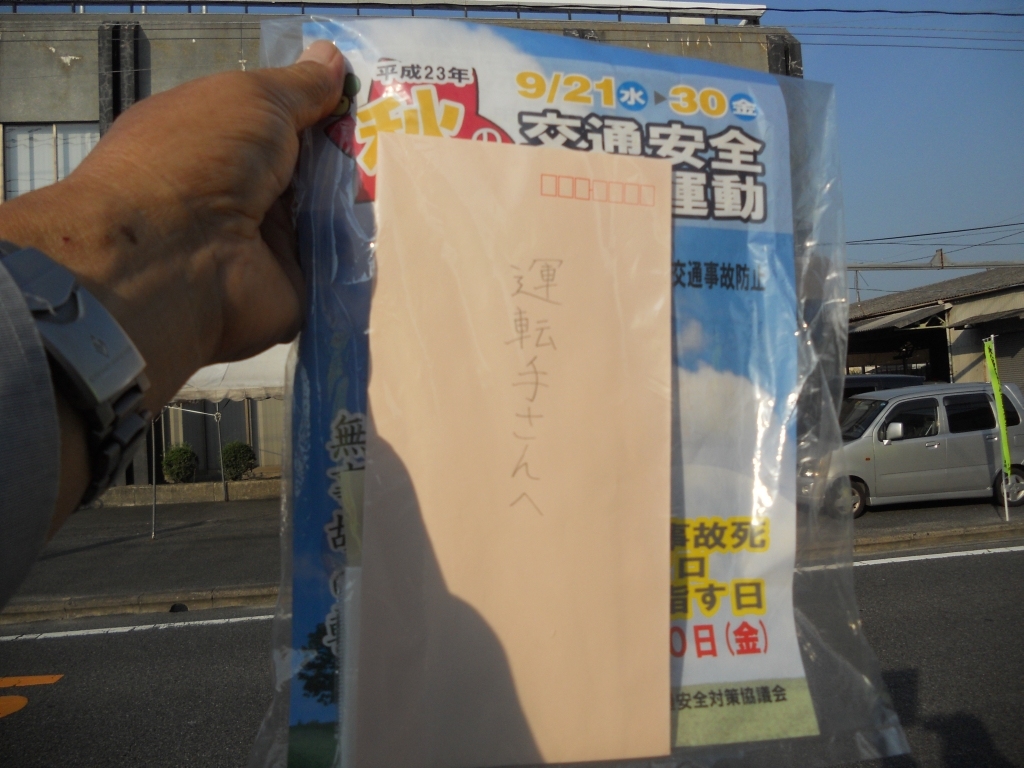 平成23年
秋の
9/21水▶30金
交通安全
運動
交通事故防止
運転手さんへ
事故死
指す日
0日(金)
安全対策協議会